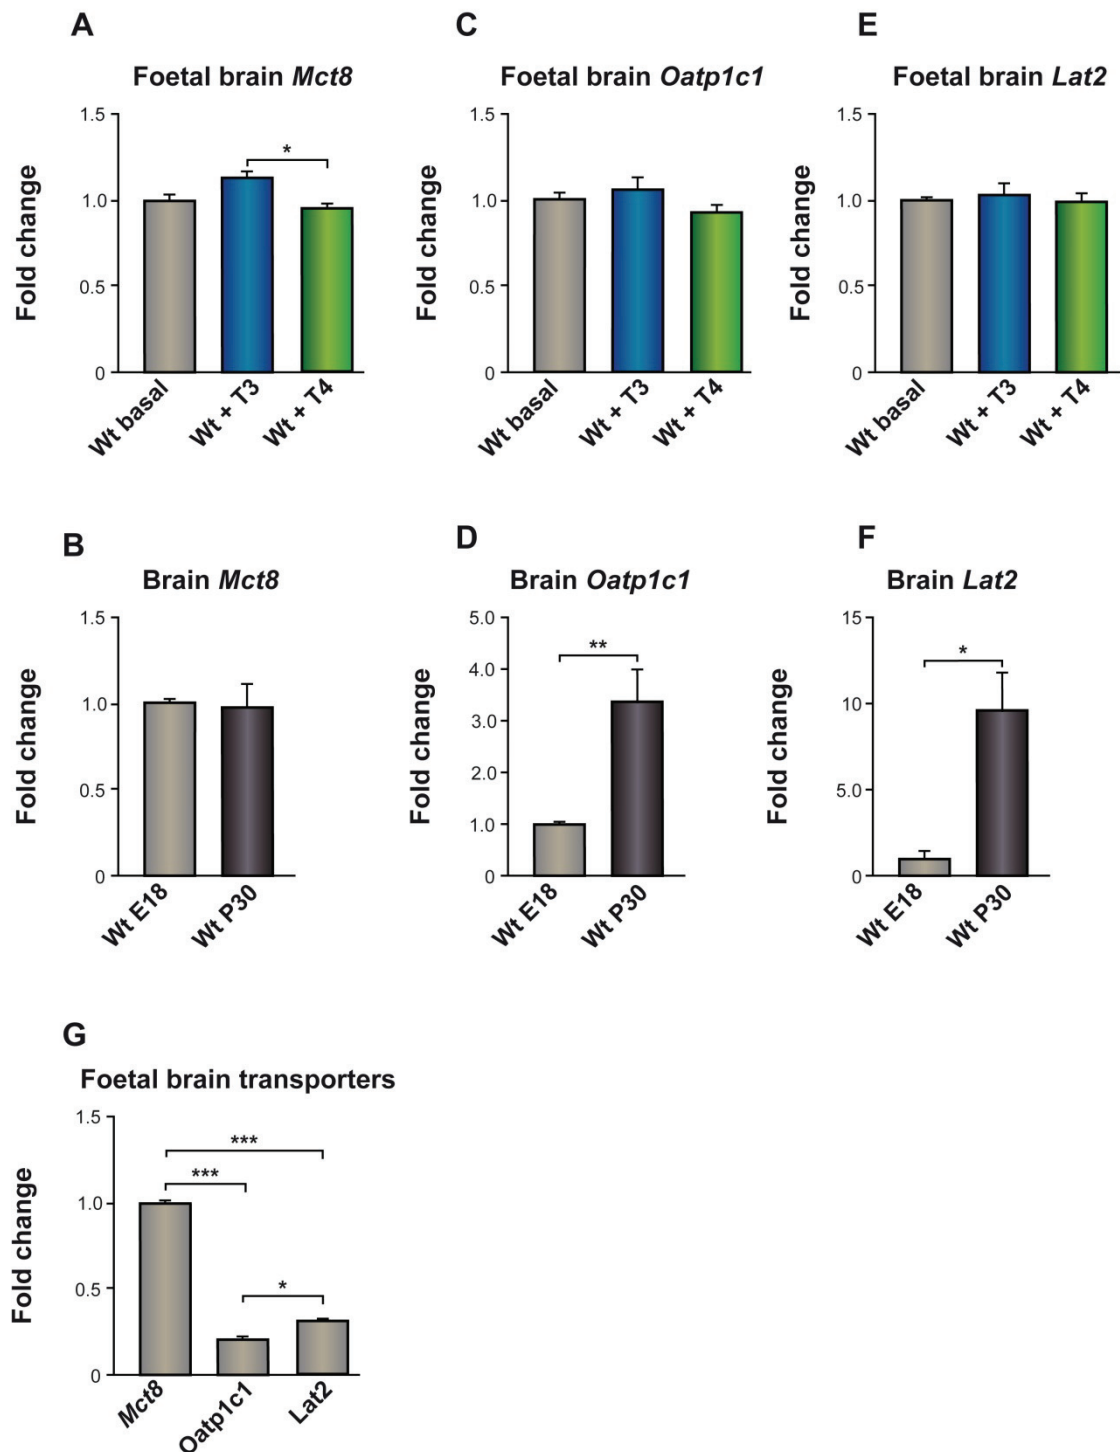 A
Foetal brain Mct8
Fold change
1.5
1.0
0.5
0
*
Wt basal
Wt + T3
Wt + T4
C
Foetal brain Oatp1c1
Fold change
1.5
1.0
0.5
0
Wt basal
Wt + T3
Wt + T4
E
Foetal brain Lat2
Fold change
1.5
1.0
0.5
0
Wt basal
Wt + T3
Wt + T4
B
Brain Mct8
Fold change
1.5
1.0
0.5
0
Wt E18
Wt P30
D
Brain Oatp1c1
Fold change
5.0
4.0
3.0
2.0
1.0
0
**
Wt E18
Wt P30
F
Brain Lat2
Fold change
15
10
5.0
0
*
Wt E18
Wt P30
G
Foetal brain transporters
Fold change
1.5
1.0
0.5
0
***
***
*
Mct8
Oatp1c1
Lat2